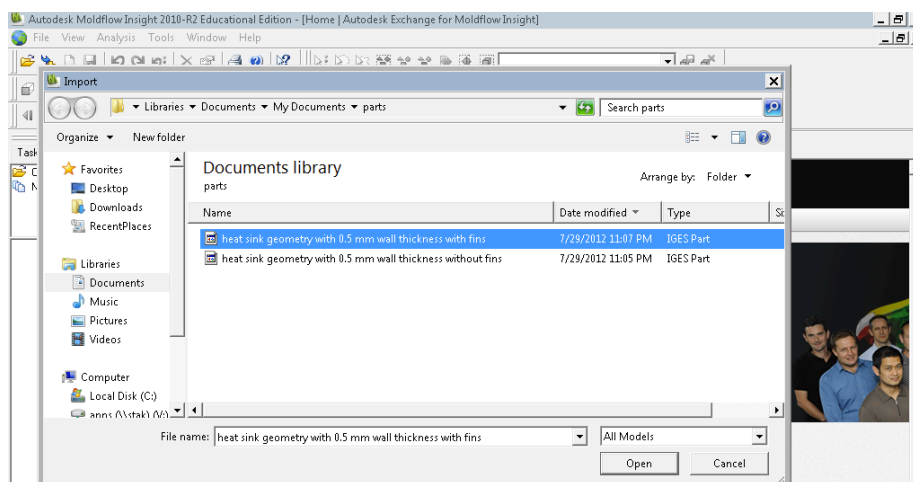 Autodesk Moldflow Insight 2010-R2 Educational Edition - [Home | Autodesk Exchange for Moldflow Insight]
File View Analysis Tools Window Help
Import
Libraries Documents My Documents parts
Search parts
Organize New folder
Task
Favorites
Desktop
Downloads
RecentPlaces
Libraries
Documents
Music
Pictures
Videos
Computer
Local Disk (C:)
Documents library
parts
Arrange by: Folder
Name Date modified Type
heat sink geometry with 0.5 mm wall thickness with fins 7/29/2012 11:07 PM IGES Part
heat sink geometry with 0.5 mm wall thickness without fins 7/29/2012 11:05 PM IGES Part
File name: heat sink geometry with 0.5 mm wall thickness with fins All Models
Open Cancel